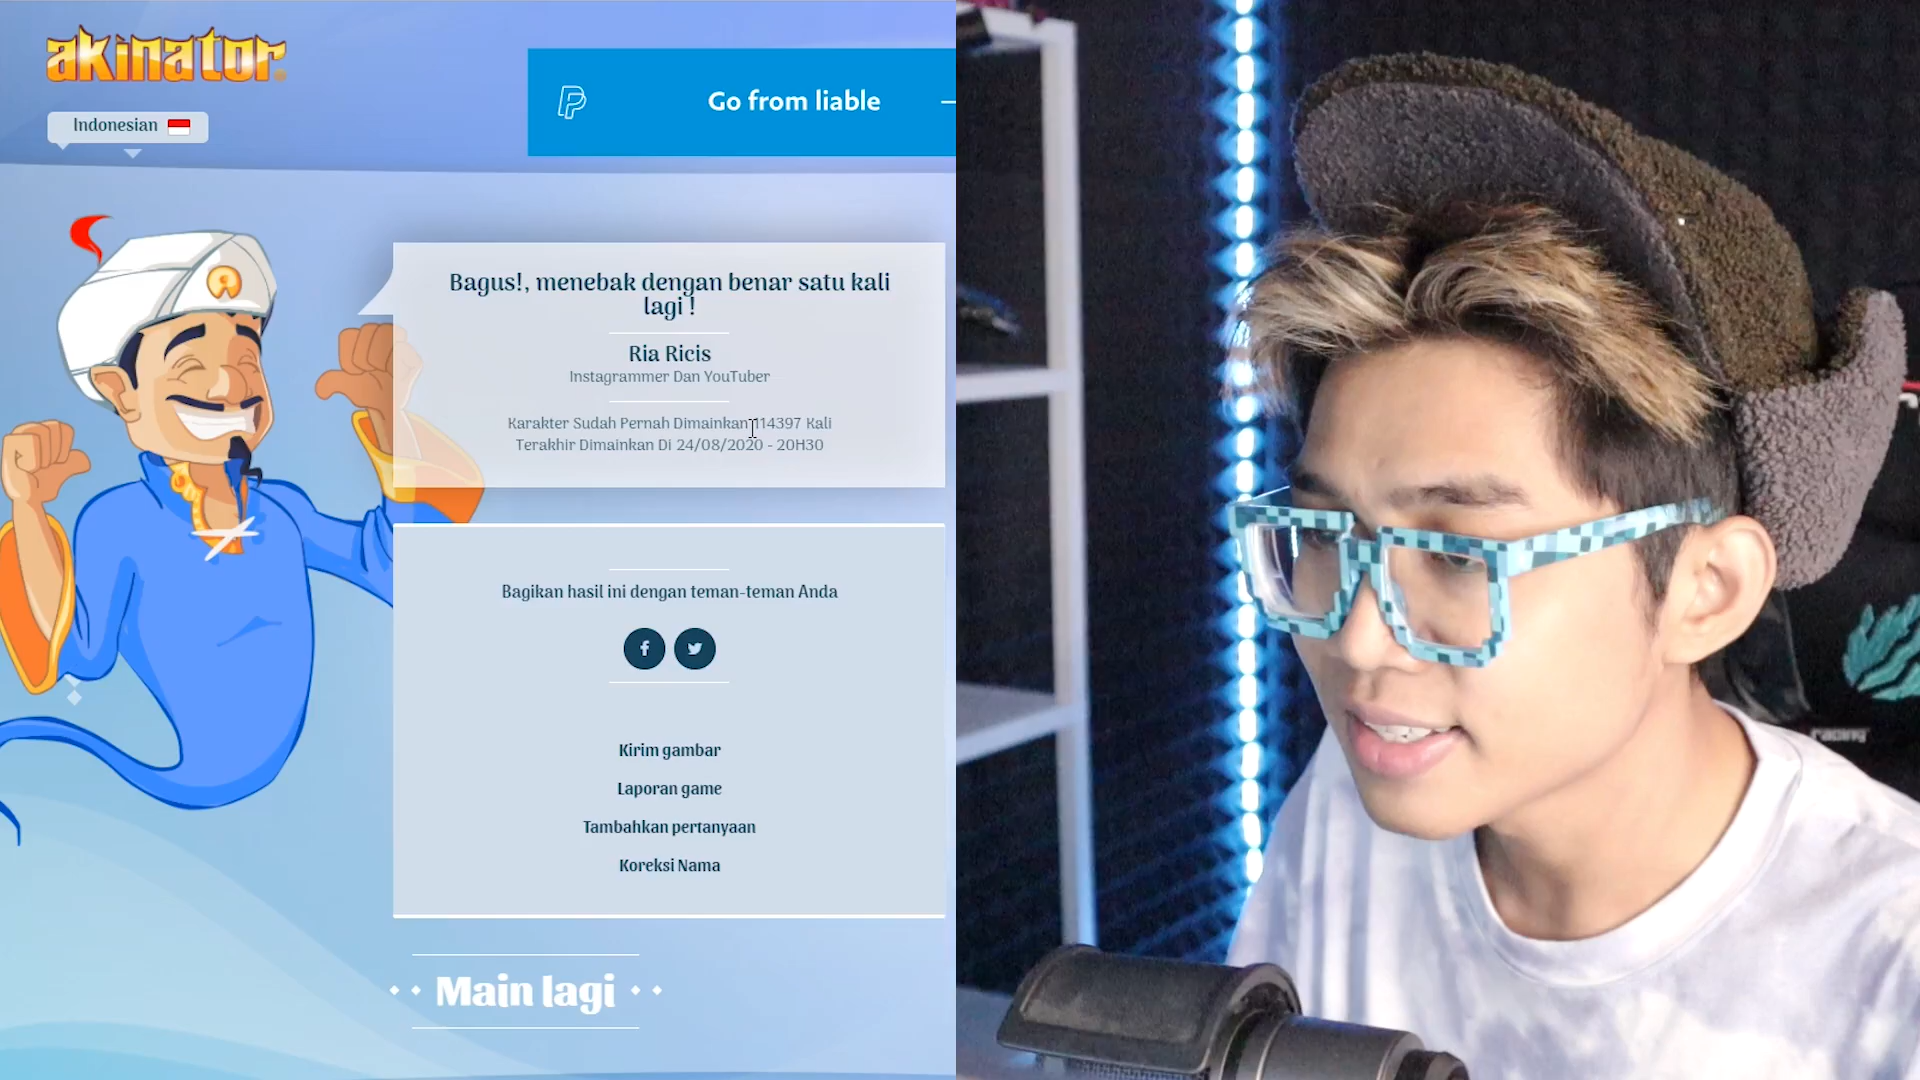 akinator
Indonesian
Go from liable
Bagus!, menebak dengan benar satu kali
lagi !
Ria Ricis
Instagrammer Dan YouTuber
Karakter Sudah Pernah Dimainkan 114397 Kali
Terakhir Dimainkan Di 24/08/2020 - 20H30
Bagikan hasil ini dengan teman-teman Anda
Kirim gambar
Laporan game
Tambahkan pertanyaan
Koreksi Nama
Main lagi
racing